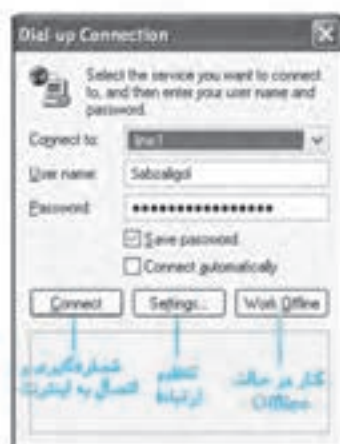 Dial up Connection
Select the service you want to connect
to, and then enter your user name and
password.
Connect to: line1
User name: Sabzaligol
Password: ●●●●●●●●●●●●●●●●
Save password
Connect automatically
Connect Settings... Work Offline
شماره‌گیری و تنظیم کار در حالت
اتصال به اینترنت ارتباط Offline